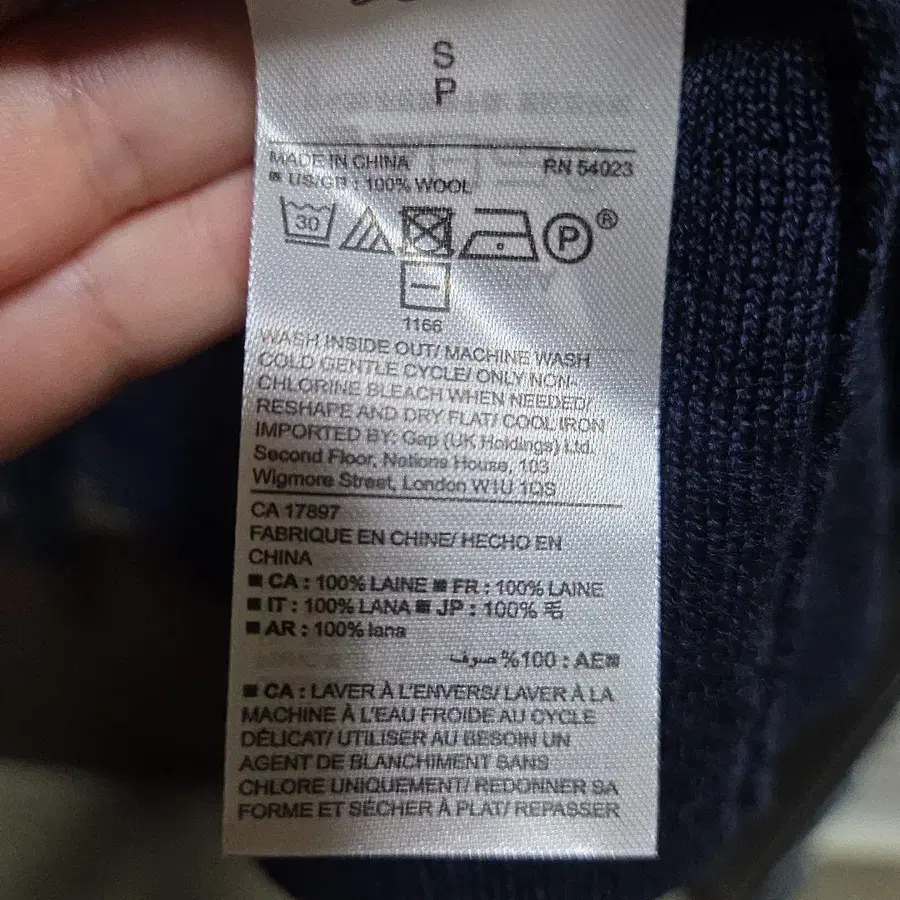 S
P
MADE IN CHINA RN 54023
■ US/GB : 100% WOOL
30 P ®
1166
WASH INSIDE OUT/ MACHINE WASH
COLD GENTLE CYCLE/ ONLY NON-
CHLORINE BLEACH WHEN NEEDED/
RESHAPE AND DRY FLAT/ COOL IRON
IMPORTED BY: Gap (UK Holdings) Ltd.
Second Floor, Nations House, 103
Wigmore Street, London W1U 1QS
CA 17897
FABRIQUÉ EN CHINE/ HECHO EN
CHINA
■ CA : 100% LAINE ■ FR : 100% LAINE
■ IT : 100% LANA ■ JP : 100% 毛
■ AR : 100% lana
■AE : 100% صوف
■ CA : LAVER À L'ENVERS/ LAVER À LA
MACHINE À L'EAU FROIDE AU CYCLE
DÉLICAT/ UTILISER AU BESOIN UN
AGENT DE BLANCHIMENT SANS
CHLORE UNIQUEMENT/ REDONNER SA
FORME ET SÉCHER À PLAT/ REPASSER